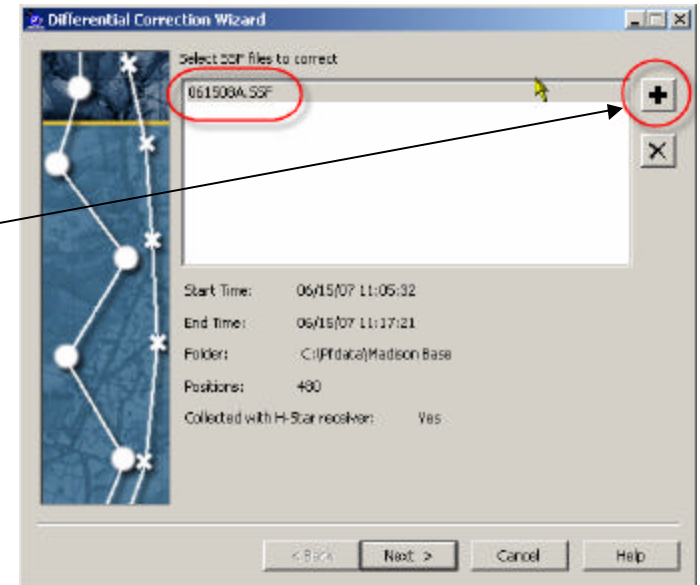 Differential Correction Wizard
Select SSF files to correct
061508A.SSF
Start Time: 06/15/07 11:05:32
End Time: 06/15/07 11:17:21
Folder: C:\Pfdata\Madison Base
Positions: 480
Collected with H-Star receiver: Yes
< Back Next > Cancel Help